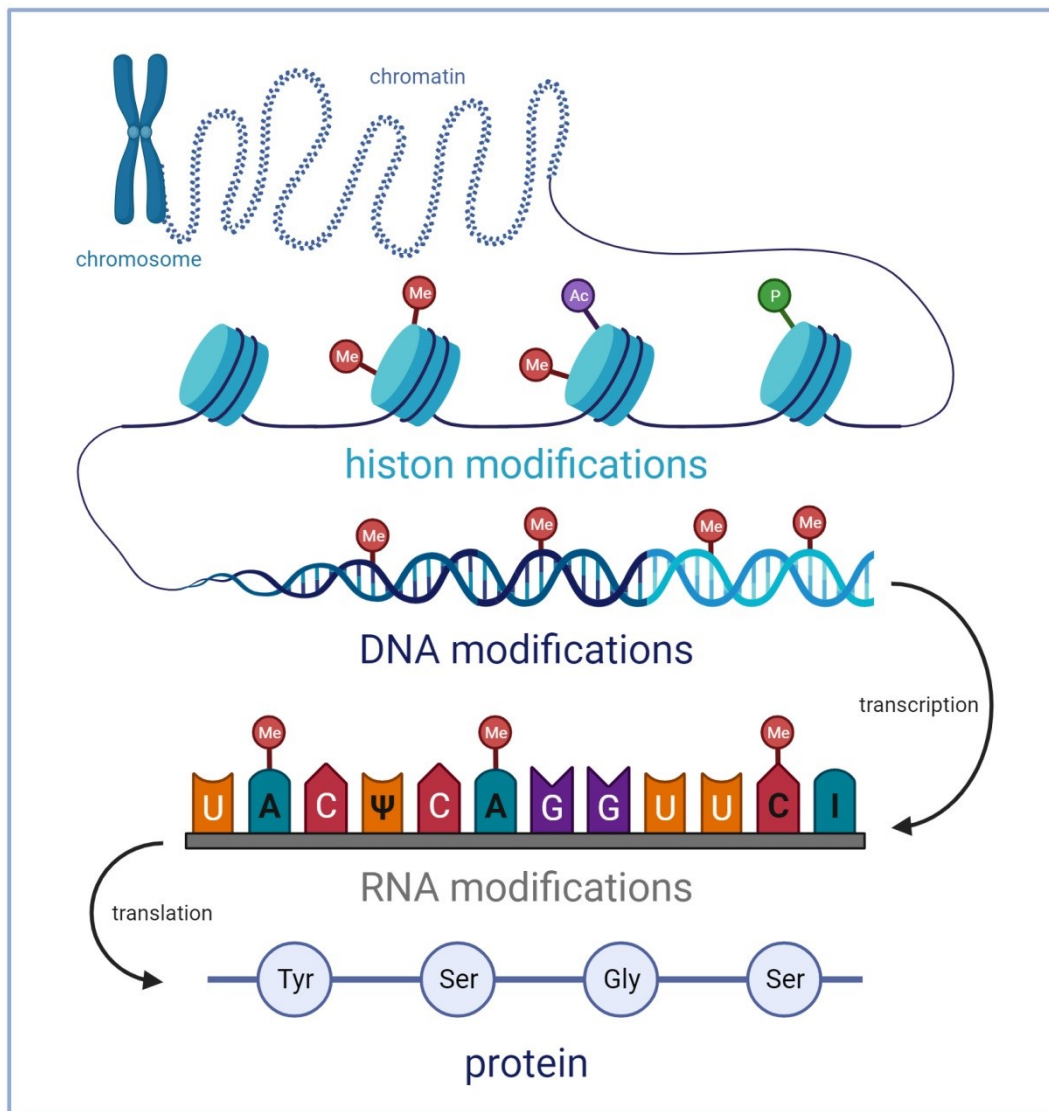 chromatin
chromosome
Me
Ac
P
Me
Me
histon modifications
Me
Me
Me
Me
DNA modifications
transcription
Me
Me
Me
U A C Ψ C A G G U U C I
RNA modifications
translation
Tyr Ser Gly Ser
protein